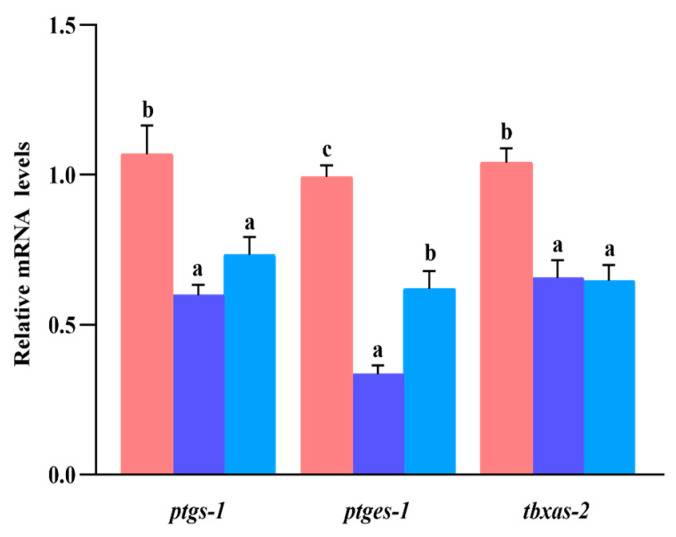 1.5
1.0
0.5
0.0
Relative mRNA levels
b
a
a
c
a
b
b
a
a
ptgs-1
ptges-1
tbxas-2